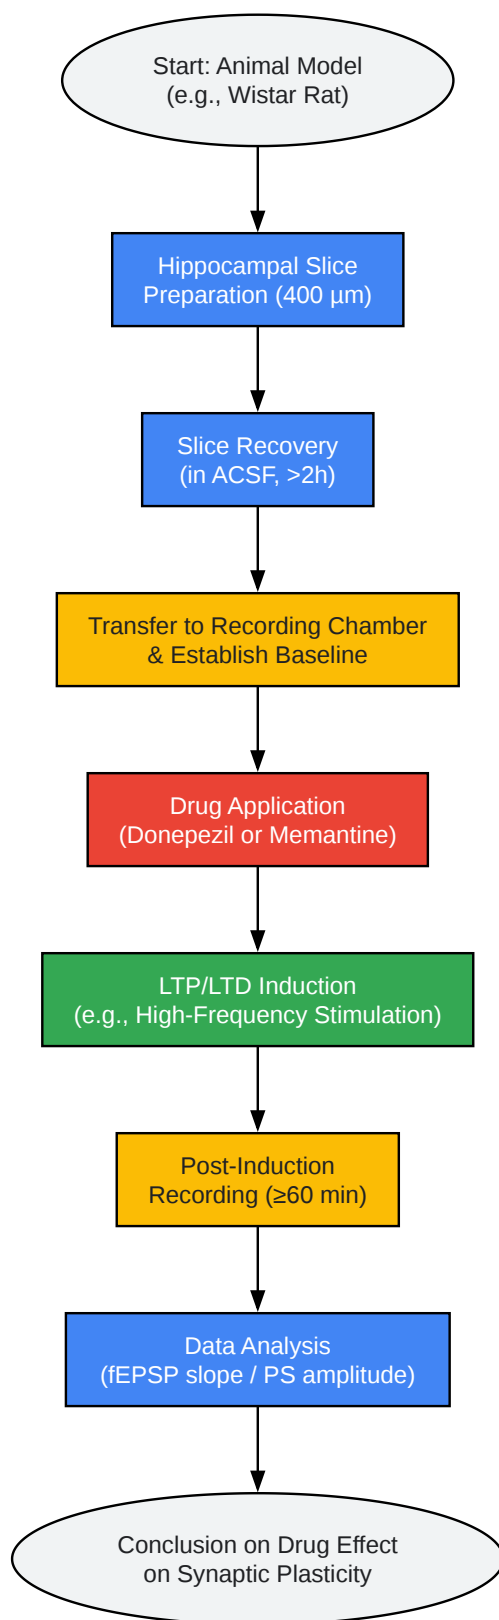 Start: Animal Model
(e.g., Wistar Rat)
Hippocampal Slice
Preparation (400 µm)
Slice Recovery
(in ACSF, >2h)
Transfer to Recording Chamber
& Establish Baseline
Drug Application
(Donepezil or Memantine)
LTP/LTD Induction
(e.g., High-Frequency Stimulation)
Post-Induction
Recording (≥60 min)
Data Analysis
(fEPSP slope / PS amplitude)
Conclusion on Drug Effect
on Synaptic Plasticity